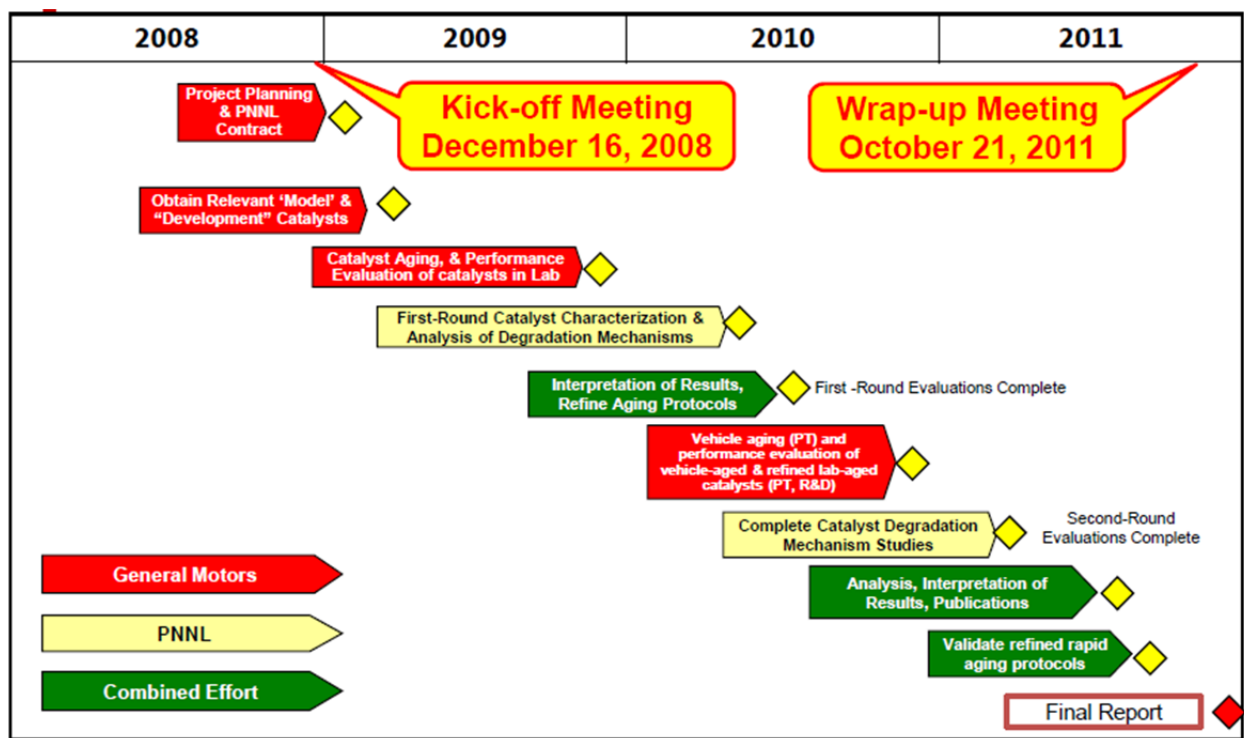 2008 2009 2010 2011
Project Planning
& PNNL
Contract
Kick-off Meeting
December 16, 2008
Wrap-up Meeting
October 21, 2011
Obtain Relevant ‘Model’ &
“Development” Catalysts
Catalyst Aging, & Performance
Evaluation of catalysts in Lab
First-Round Catalyst Characterization &
Analysis of Degradation Mechanisms
Interpretation of Results,
Refine Aging Protocols
First -Round Evaluations Complete
Vehicle aging (PT) and
performance evaluation of
vehicle-aged & refined lab-aged
catalysts (PT, R&D)
Complete Catalyst Degradation
Mechanism Studies
Second-Round
Evaluations Complete
General Motors
Analysis, Interpretation of
Results, Publications
PNNL
Validate refined rapid
aging protocols
Combined Effort
Final Report